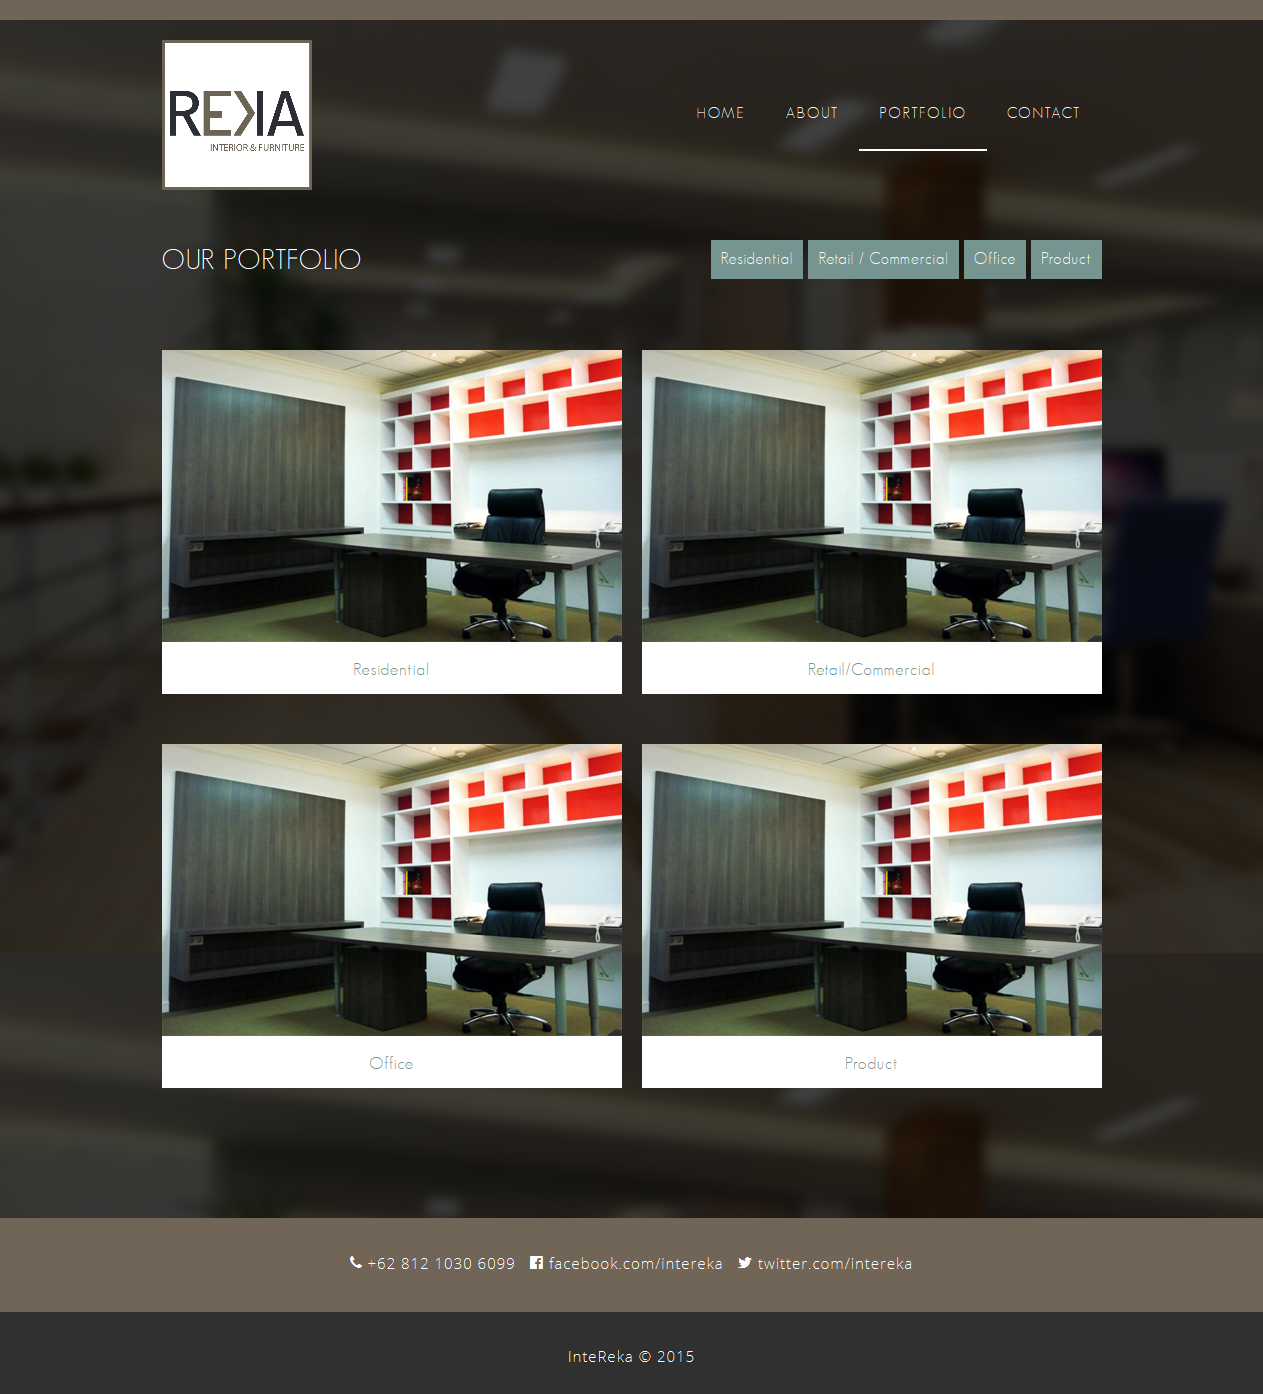 REKA
INTERIOR & FURNITURE
HOME ABOUT PORTFOLIO CONTACT
OUR PORTFOLIO
Residential Retail / Commercial Office Product
Residential
Retail/Commercial
Office
Product
+62 812 1030 6099 facebook.com/intereka twitter.com/intereka
InteReka © 2015